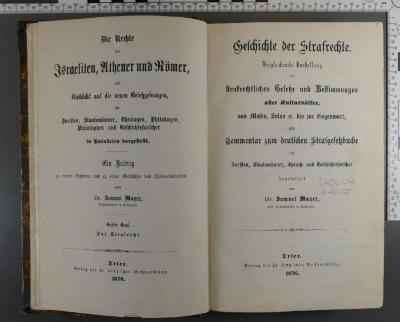 Die Rechte
der
Israeliten, Athener und Römer,
mit
Rücksicht auf die neuen Gesetzgebungen,
für
Juristen, Staatsmänner, Theologen, Philologen,
Philosophen und Geschichtsforscher
in Parallelen dargestellt.
Ein Beitrag
zu einem Systeme und zu einer Geschichte des Universalrechts
von
Dr. Samuel Mayer,
Dritter Band.
Das Strafrecht.
Trier.
Verlag der Fr. Lintz'schen Buchhandlung.
1876.
Geschichte der Strafrechte.
Vergleichende Darstellung
der
strafrechtlichen Gesetze und Bestimmungen
aller Kulturvölker,
von Moses, Solon &c. bis zur Gegenwart,
als
Commentar zum deutschen Strafgesetzbuche
für
Juristen, Staatsmänner, Sprach- und Geschichtsforscher
bearbeitet
von
Dr. Samuel Mayer,
Trier.
Verlag der Fr. Lintz'schen Buchhandlung.
1876.